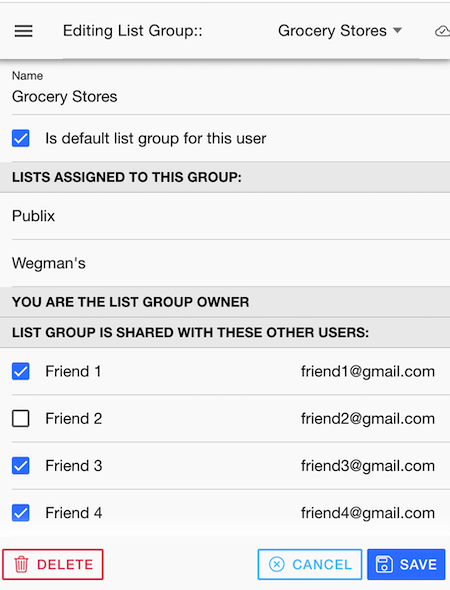 Editing List Group:: Grocery Stores
Name
Grocery Stores
Is default list group for this user
LISTS ASSIGNED TO THIS GROUP:
Publix
Wegman's
YOU ARE THE LIST GROUP OWNER
LIST GROUP IS SHARED WITH THESE OTHER USERS:
Friend 1 friend1@gmail.com
Friend 2 friend2@gmail.com
Friend 3 friend3@gmail.com
Friend 4 friend4@gmail.com
DELETE CANCEL SAVE